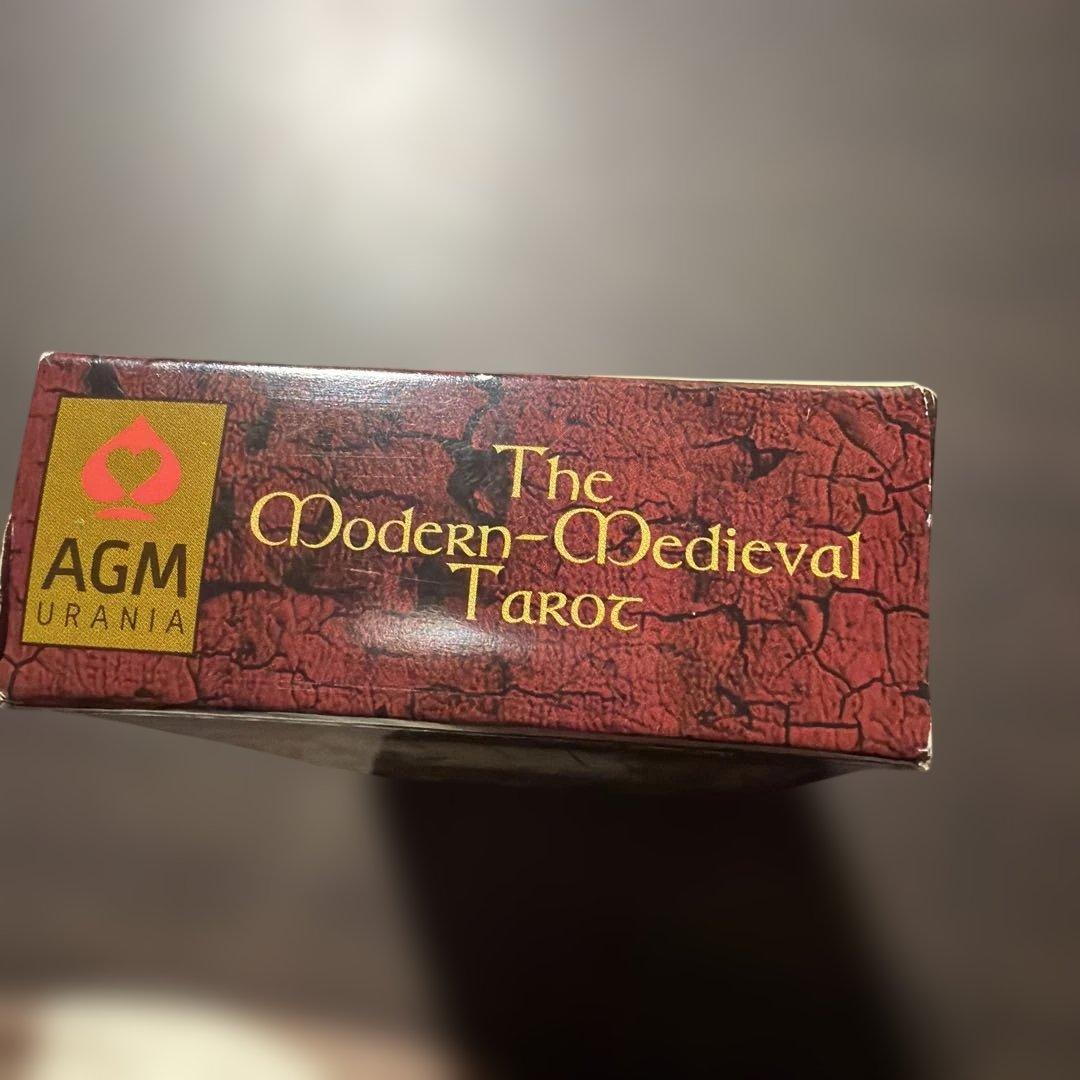 AGM
URANIA
The
Modern-Medieval
Tarot